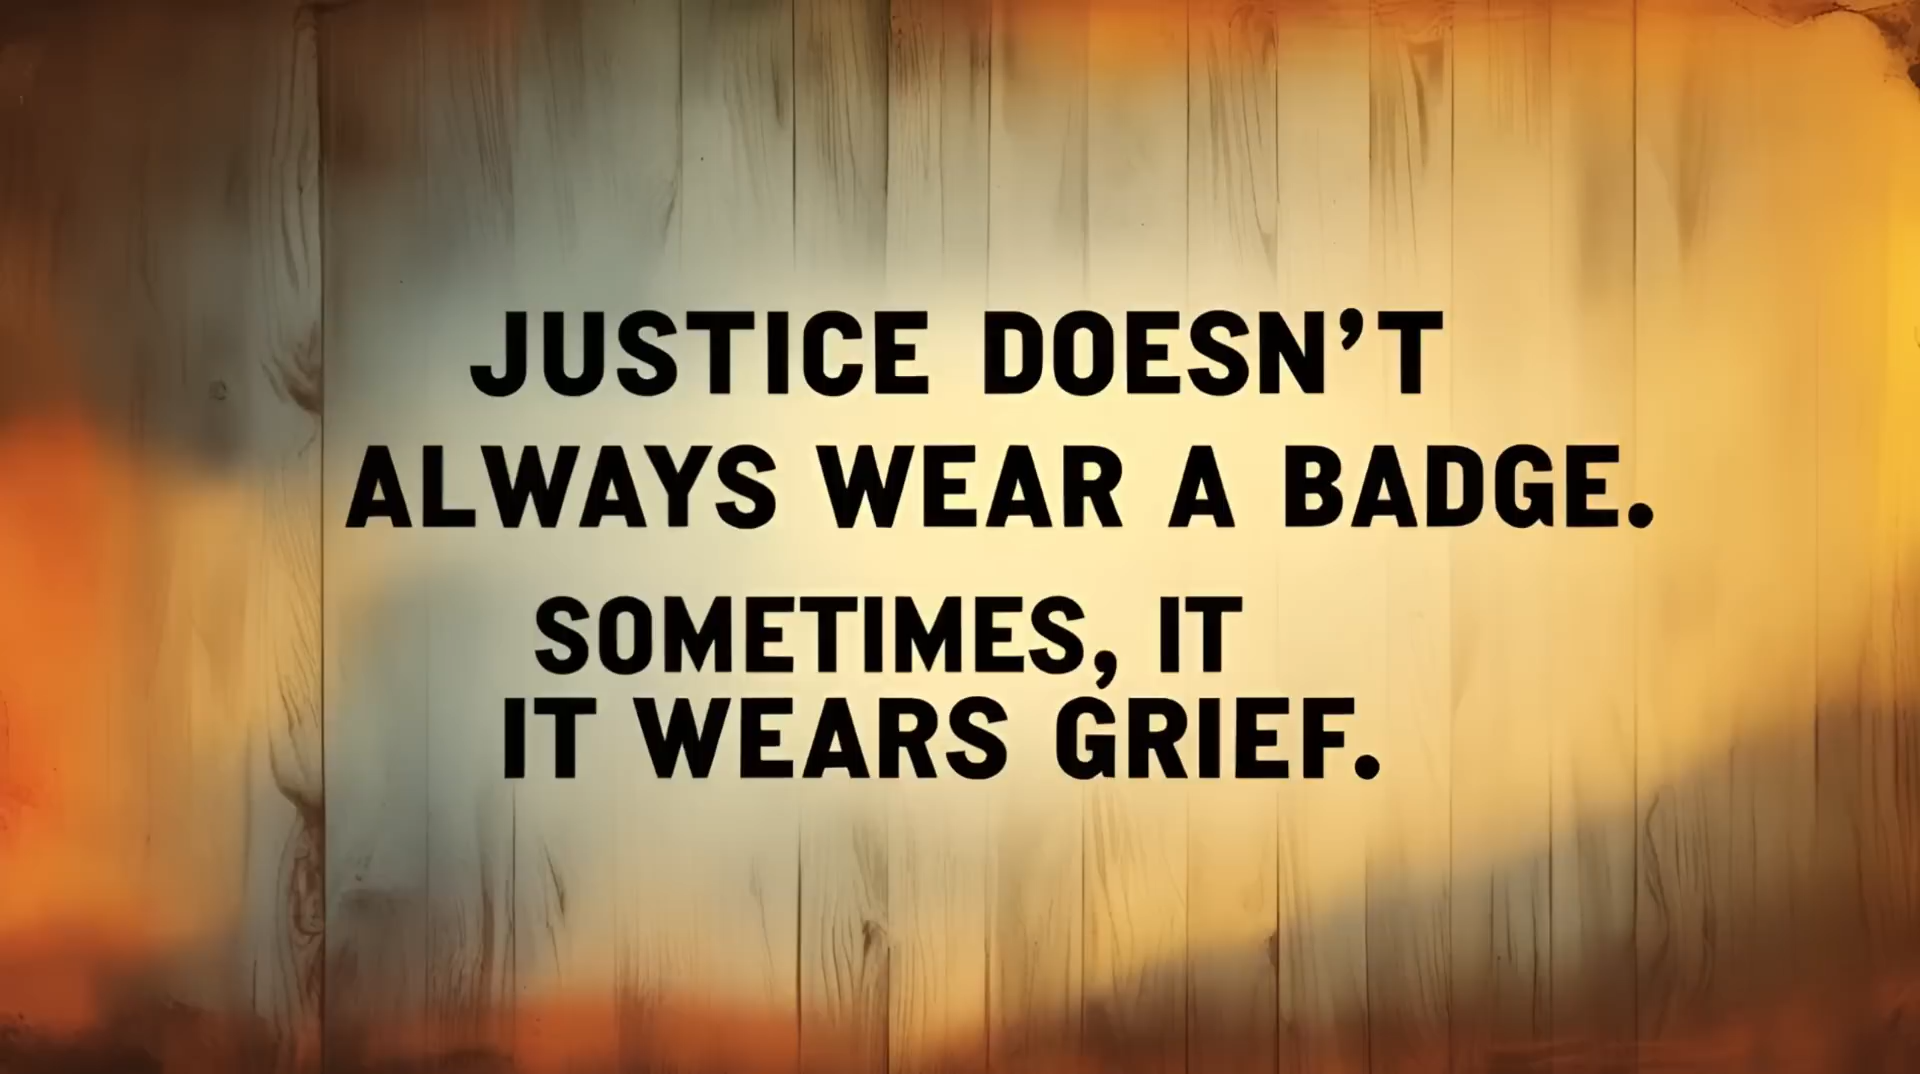 JUSTICE DOESN’T
ALWAYS WEAR A BADGE.
SOMETIMES, IT
IT WEARS GRIEF.